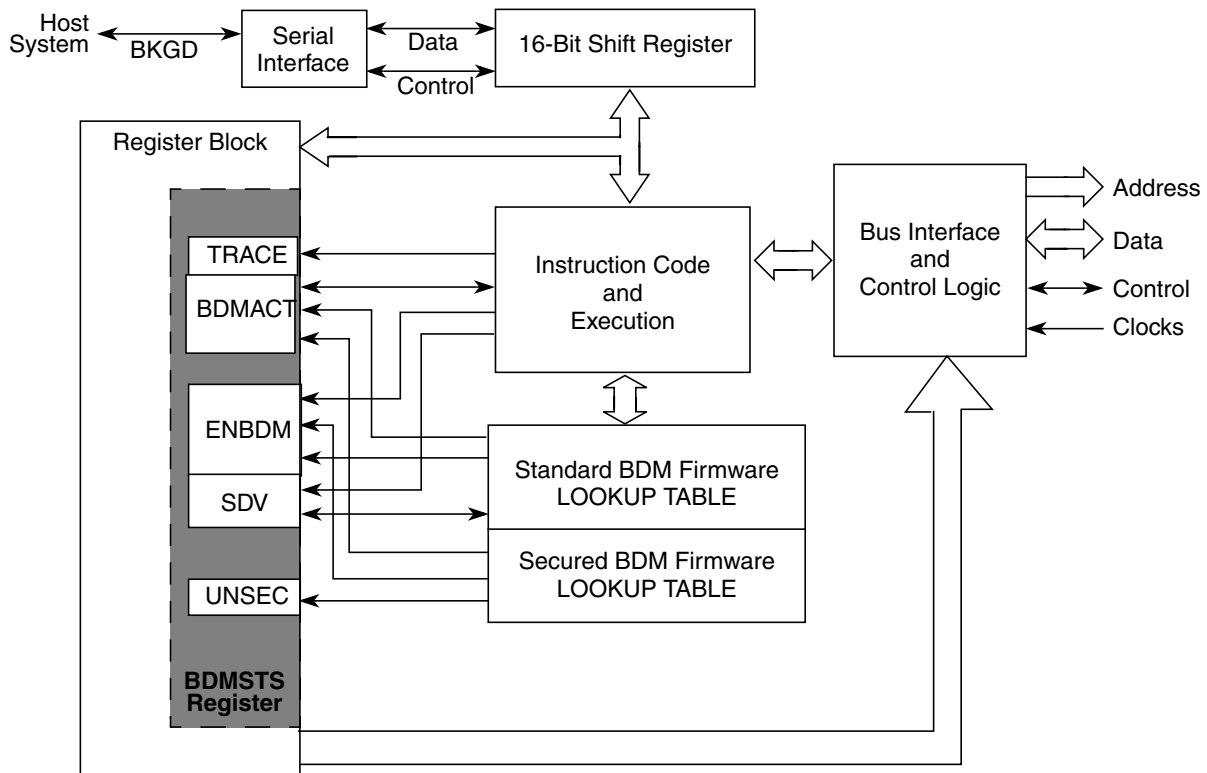 Host
System
BKGD
Serial
Interface
Data
Control
16-Bit Shift Register
Register Block
TRACE
BDMACT
ENBDM
SDV
UNSEC
BDMSTS
Register
Instruction Code
and
Execution
Standard BDM Firmware
LOOKUP TABLE
Secured BDM Firmware
LOOKUP TABLE
Bus Interface
and
Control Logic
Address
Data
Control
Clocks